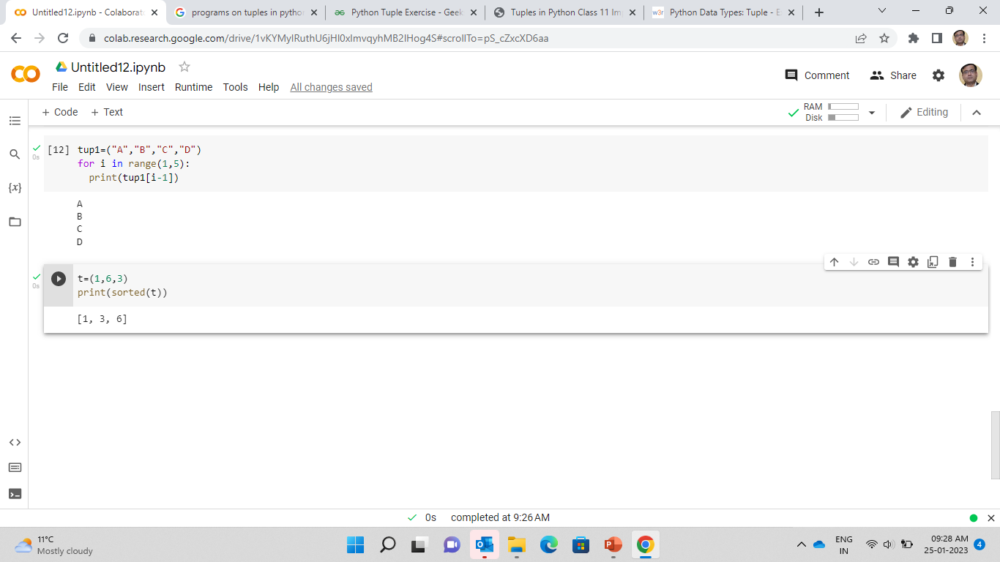 Untitled12.ipynb - Colaborat
programs on tuples in pytho
Python Tuple Exercise - Geek
Tuples in Python Class 11 Im
w3r Python Data Types: Tuple - E
colab.research.google.com/drive/1vKYMyIRuthU6jHI0xImvqyhMB2IHog4S#scrollTo=pS_cZxcXD6aa
Untitled12.ipynb
Comment
Share
File Edit View Insert Runtime Tools Help All changes saved
+ Code + Text
RAM
Disk
Editing
[12] tup1=("A","B","C","D")
0s
for i in range(1,5):
{x}
print(tup1[i-1])
A
B
C
D
t=(1,6,3)
0s
print(sorted(t))
[1, 3, 6]
0s completed at 9:26 AM
11°C
Mostly cloudy
ENG
IN
09:28 AM
25-01-2023
4